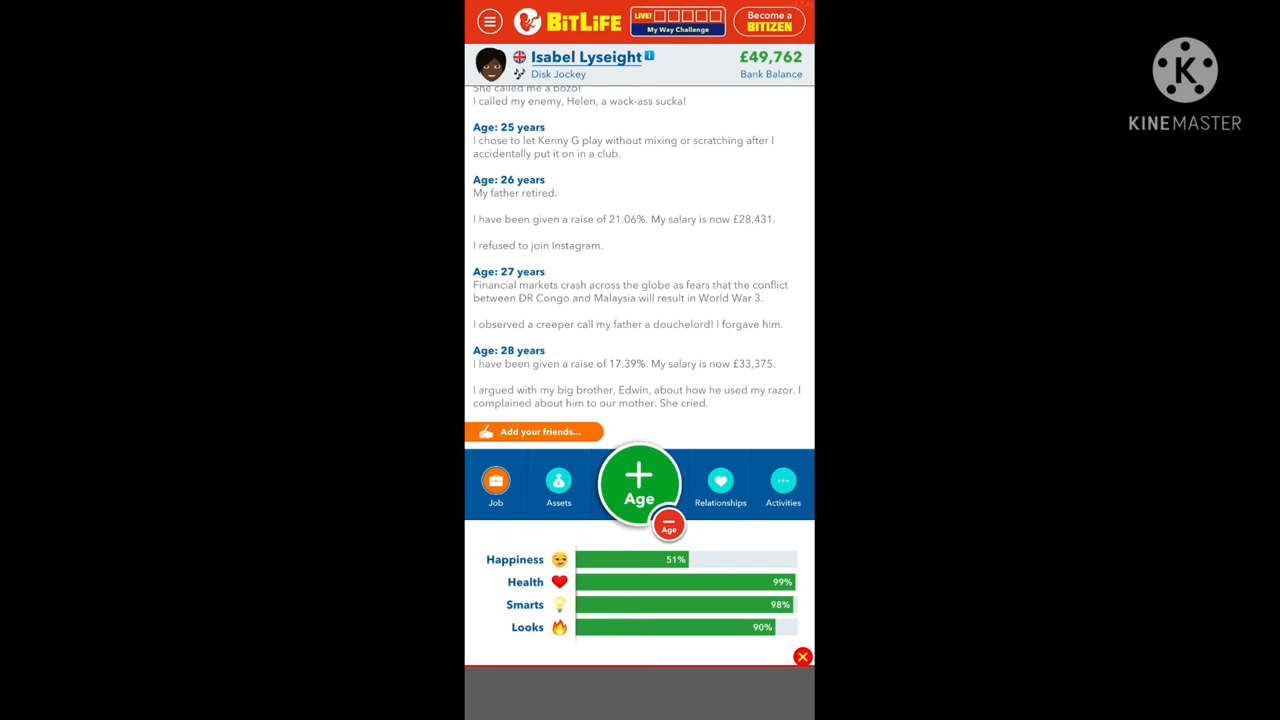 BITLIFE
LIVE!
My Way Challenge
Become a
BITIZEN
Isabel Lyseight
Disk Jockey
£49,762
Bank Balance
She called me a bozo!
I called my enemy, Helen, a wack-ass sucka!
Age: 25 years
I chose to let Kenny G play without mixing or scratching after I
accidentally put it on in a club.
Age: 26 years
My father retired.
I have been given a raise of 21.06%. My salary is now £28,431.
I refused to join Instagram.
Age: 27 years
Financial markets crash across the globe as fears that the conflict
between DR Congo and Malaysia will result in World War 3.
I observed a creeper call my father a douchelord! I forgave him.
Age: 28 years
I have been given a raise of 17.39%. My salary is now £33,375.
I argued with my big brother, Edwin, about how he used my razor. I
complained about him to our mother. She cried.
Add your friends...
Job
Assets
+
Age
Age
Relationships
Activities
Happiness 51%
Health 99%
Smarts 98%
Looks 90%
K
KINEMASTER